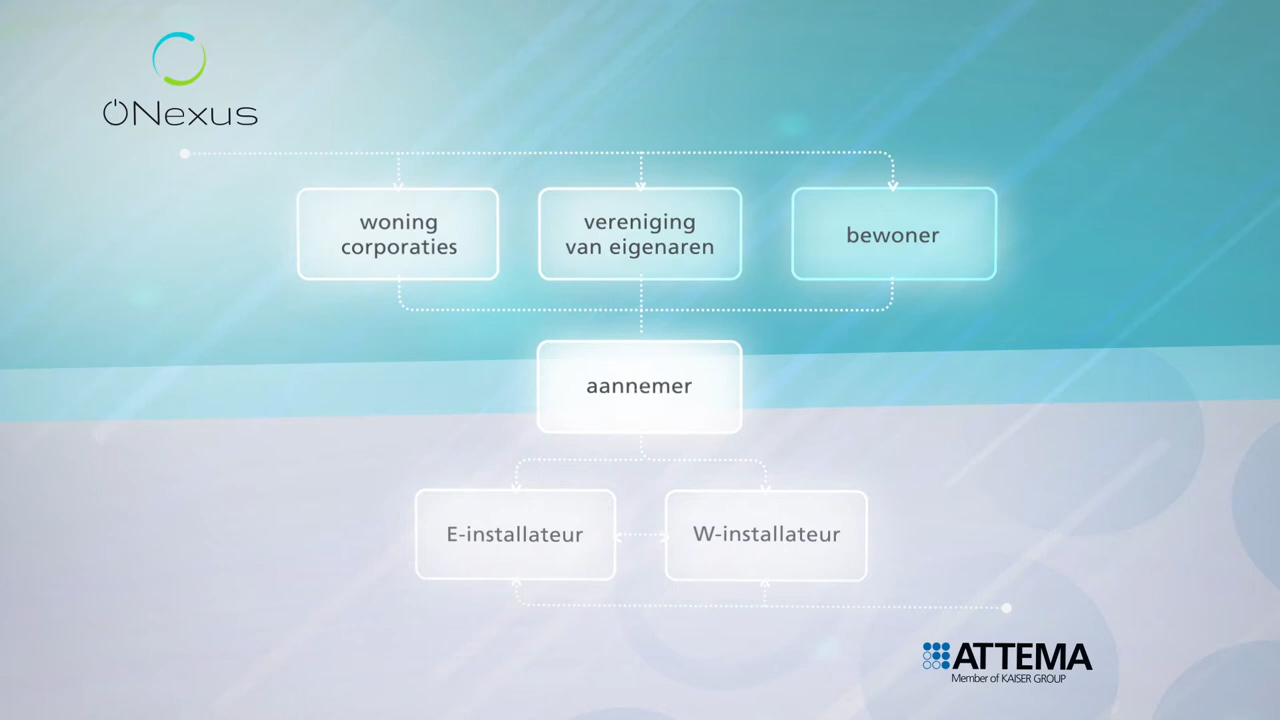 ONexus
woning
corporaties
vereniging
van eigenaren
bewoner
aannemer
E-installateur
W-installateur
ATTEMA
Member of KAISER GROUP